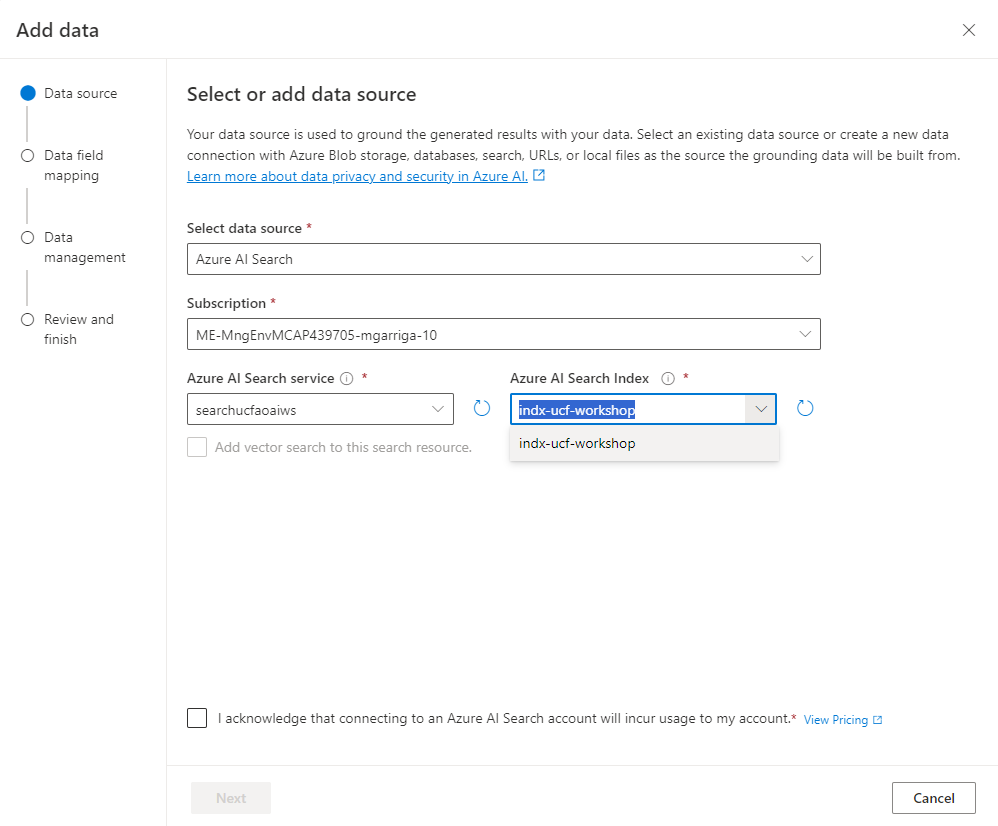 Add data
Data source
Data field
mapping
Data
management
Review and
finish
Select or add data source
Your data source is used to ground the generated results with your data. Select an existing data source or create a new data
connection with Azure Blob storage, databases, search, URLs, or local files as the source the grounding data will be built from.
Learn more about data privacy and security in Azure AI.
Select data source *
Azure AI Search
Subscription *
ME-MngEnvMCAP439705-mgarriga-10
Azure AI Search service *
searchucfaoaiws
Add vector search to this search resource.
Azure AI Search Index *
indx-ucf-workshop
indx-ucf-workshop
I acknowledge that connecting to an Azure AI Search account will incur usage to my account.* View Pricing
Next
Cancel